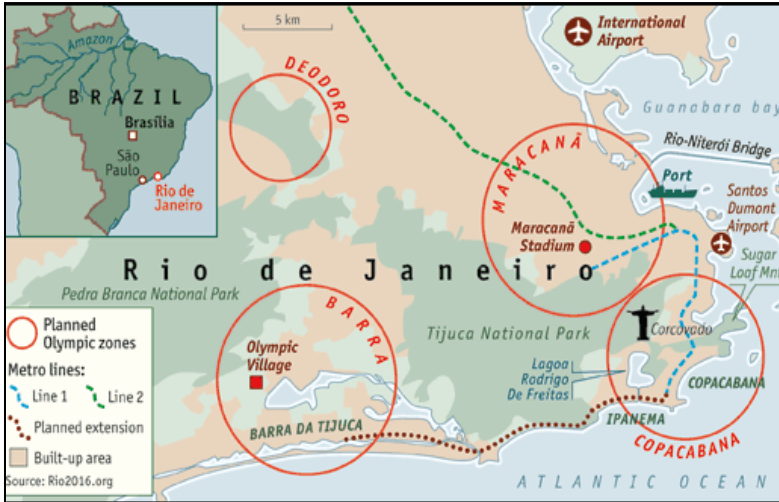 Amazon
BRAZIL
Brasília
São
Paulo
Rio de
Janeiro
5 km
DEODORO
International
Airport
Guanabara bay
MARACANÃ
Rio-Niterói Bridge
Port
Santos
Dumont
Airport
Maracanã
Stadium
Sugar
Loaf Mnt
Rio de Janeiro
Pedra Branca National Park
BARRA
Tijuca National Park
Corcovado
Olympic
Village
Lagoa
Rodrigo
De Freitas
COPACABANA
IPANEMA
BARRA DA TIJUCA
COPACABANA
ATLANTIC OCEAN
Planned
Olympic zones
Metro lines:
Line 1 Line 2
Planned extension
Built-up area
Source: Rio2016.org